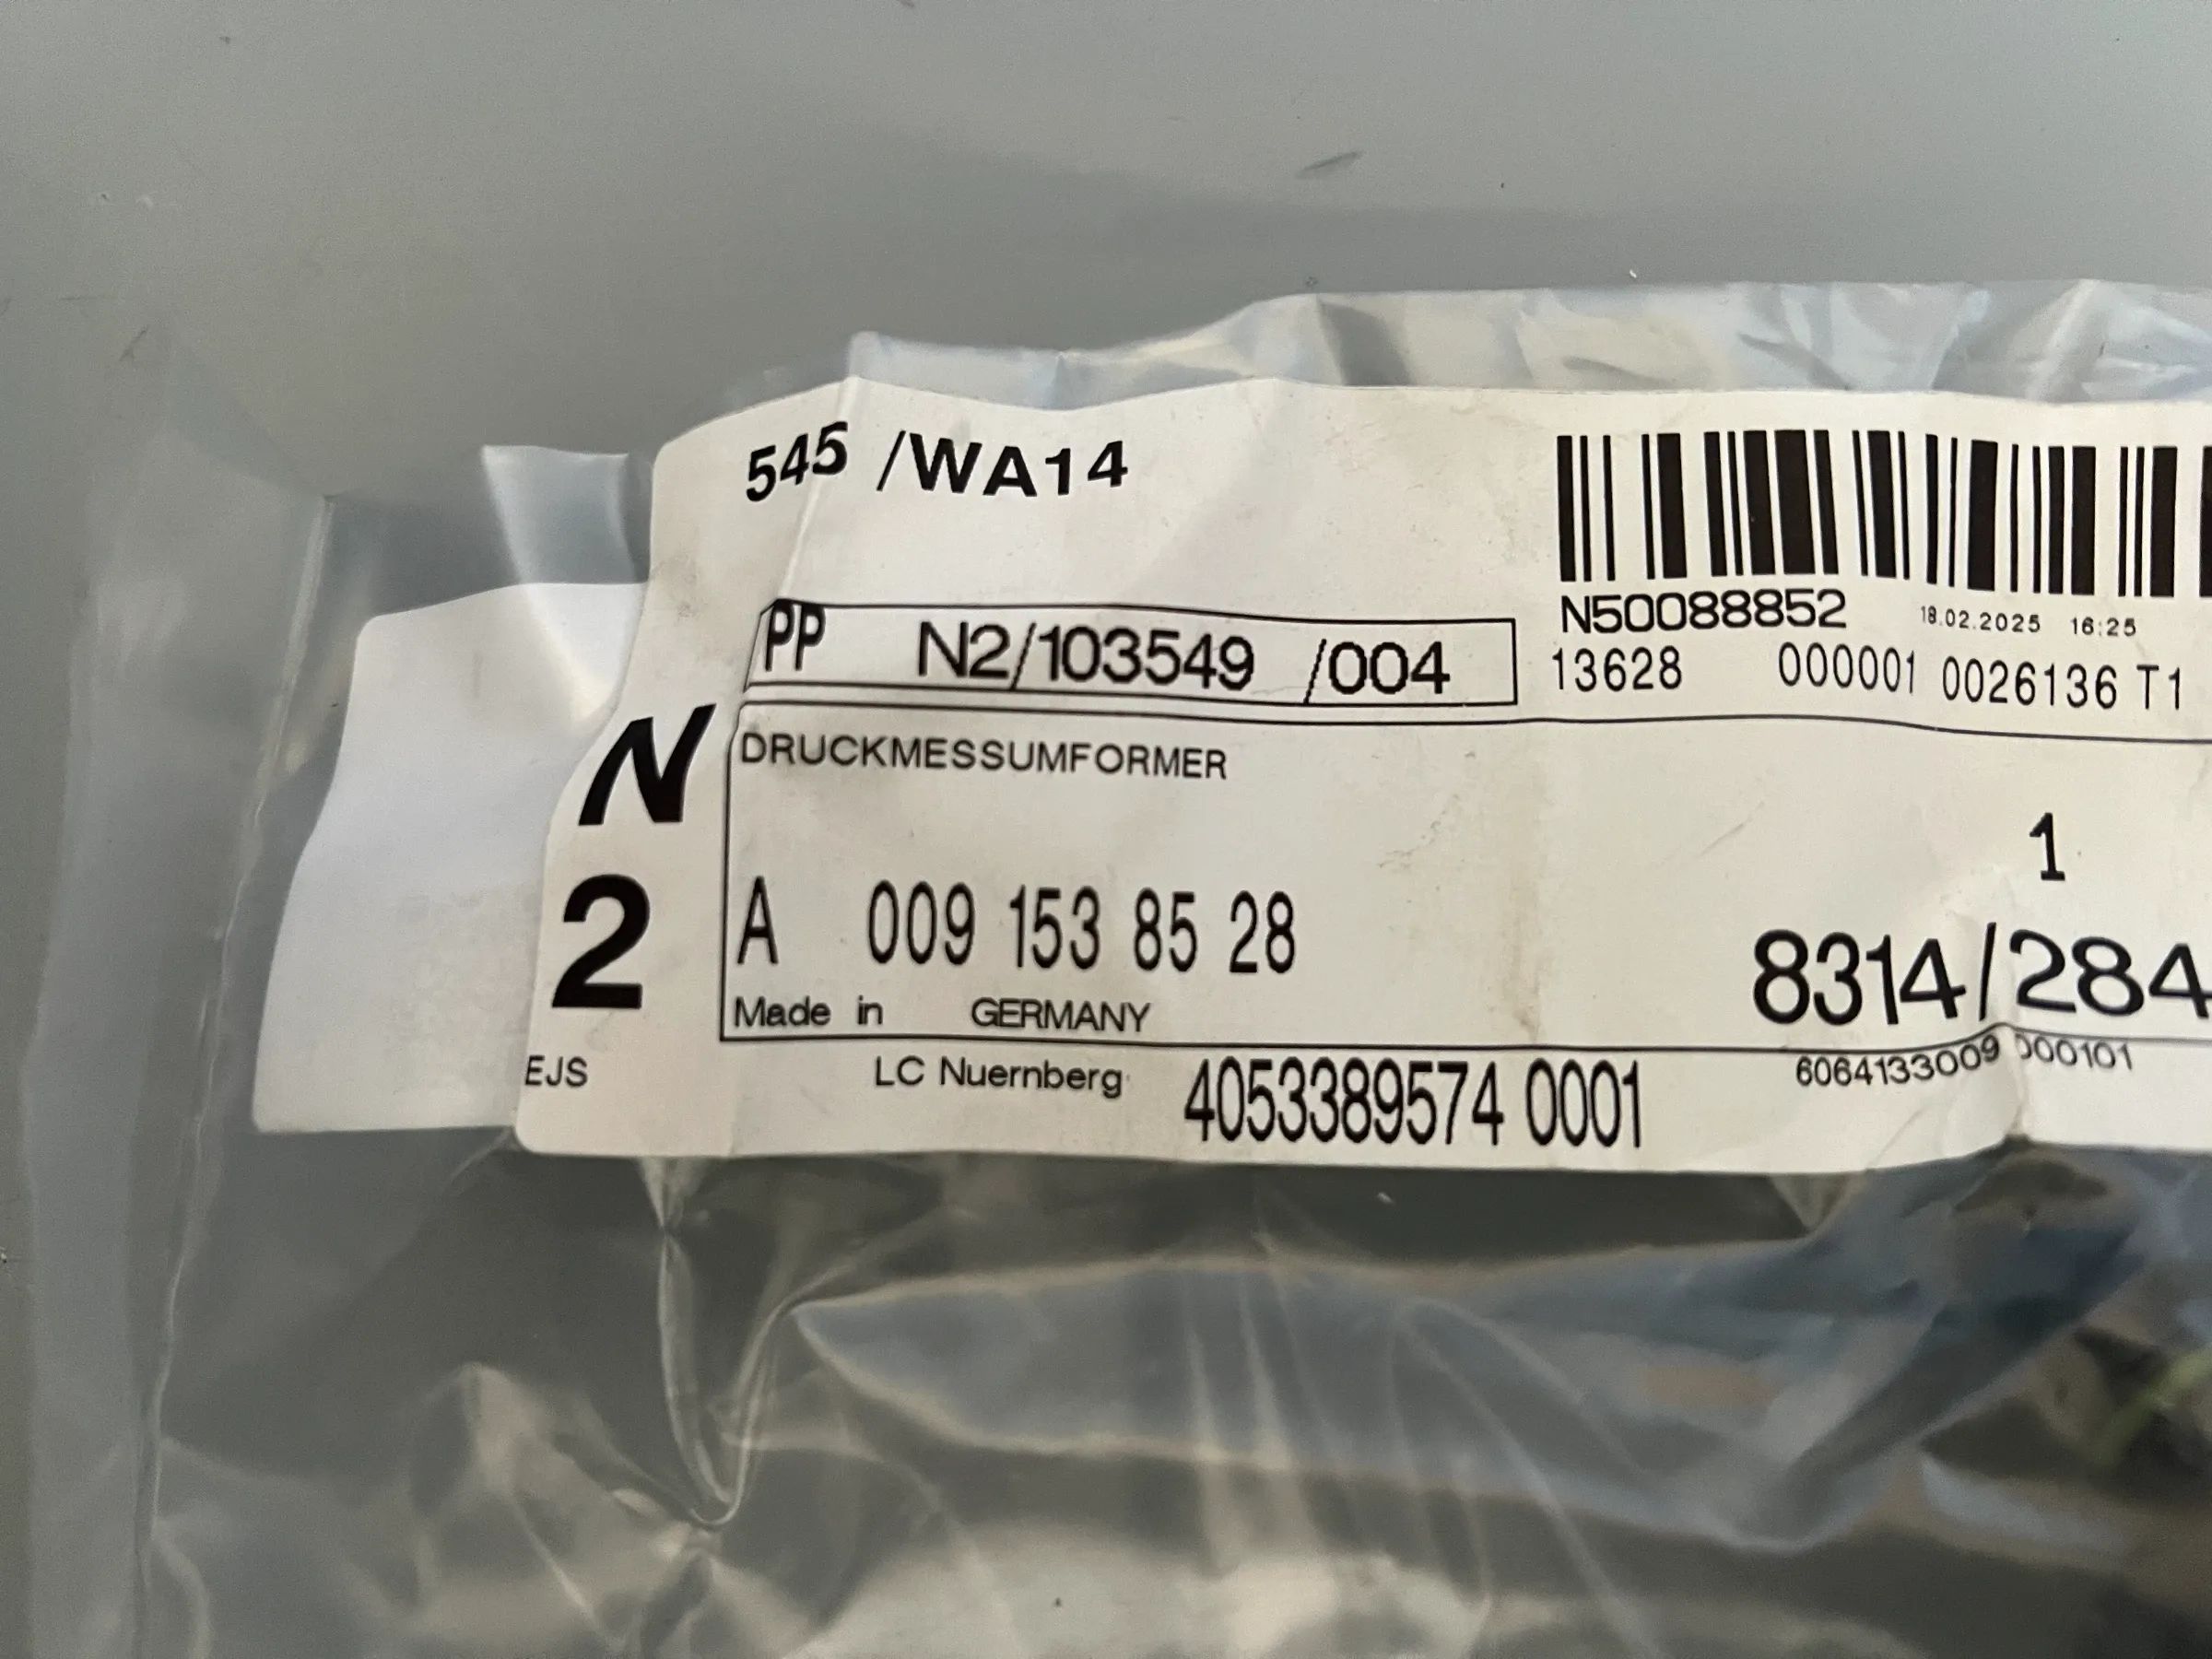 545 /WA14
N50088852 18.02.2025 16:25
PP N2/103549 /004
13628 000001 0026136 T1
N
2
DRUCKMESSUMFORMER
1
A 009 153 85 28
8314/284
Made in GERMANY
EJS
LC Nuernberg 4053389574 0001
6064133009 000101